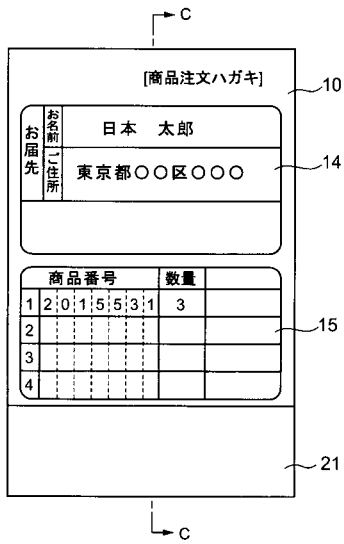 C
[商品注文ハガキ]
10
お届先
お名前
日本 太郎
ご住所
東京都○○区○○○
14
商品番号 数量
1 2 0 1 5 5 3 1 3
2
15
3
4
21
C